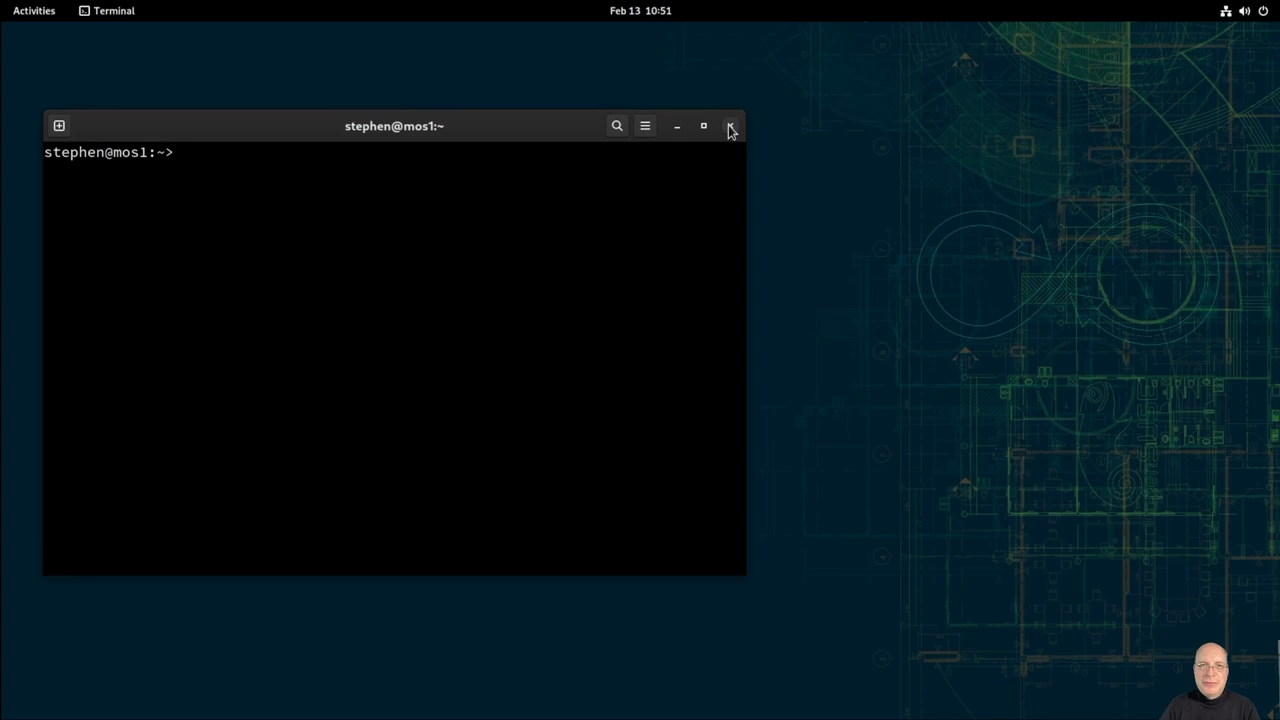 Activities
Terminal
Feb 13 10:51
stephen@mos1:~
stephen@mos1:~>